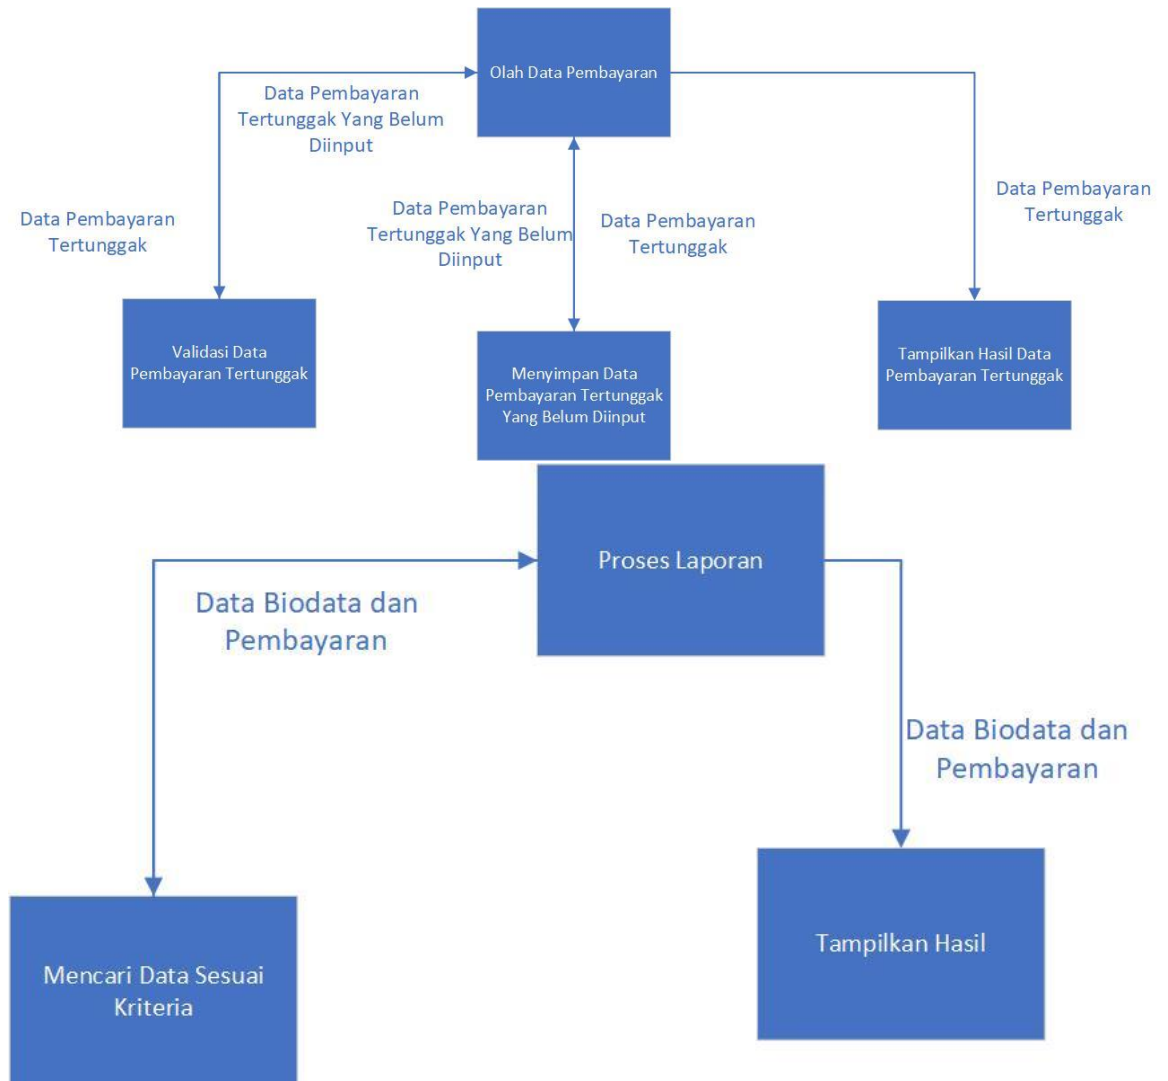 Olah Data Pembayaran
Data Pembayaran
Tertunggak Yang Belum
Diinput
Data Pembayaran
Tertunggak
Data Pembayaran
Tertunggak Yang Belum
Diinput
Data Pembayaran
Tertunggak
Data Pembayaran
Tertunggak
Validasi Data
Pembayaran Tertunggak
Menyimpan Data
Pembayaran Tertunggak
Yang Belum Diinput
Tampilkan Hasil Data
Pembayaran Tertunggak
Proses Laporan
Data Biodata dan
Pembayaran
Data Biodata dan
Pembayaran
Mencari Data Sesuai
Kriteria
Tampilkan Hasil